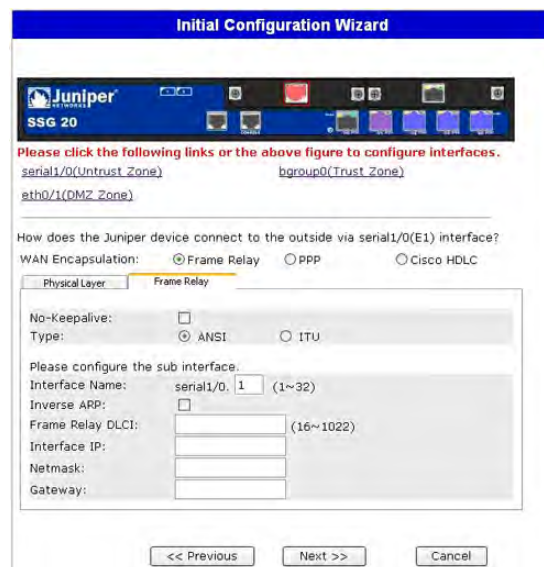 Initial Configuration Wizard
Juniper
NETWORKS
SSG 20
Please click the following links or the above figure to configure interfaces.
serial1/0(Untrust Zone) bgroup0(Trust Zone)
eth0/1(DMZ Zone)
How does the Juniper device connect to the outside via serial1/0(E1) interface?
WAN Encapsulation: Frame Relay PPP Cisco HDLC
Physical Layer Frame Relay
No-Keepalive:
Type: ANSI ITU
Please configure the sub interface.
Interface Name: serial1/0. 1 (1~32)
Inverse ARP:
Frame Relay DLCI: (16~1022)
Interface IP:
Netmask:
Gateway:
<< Previous Next >> Cancel